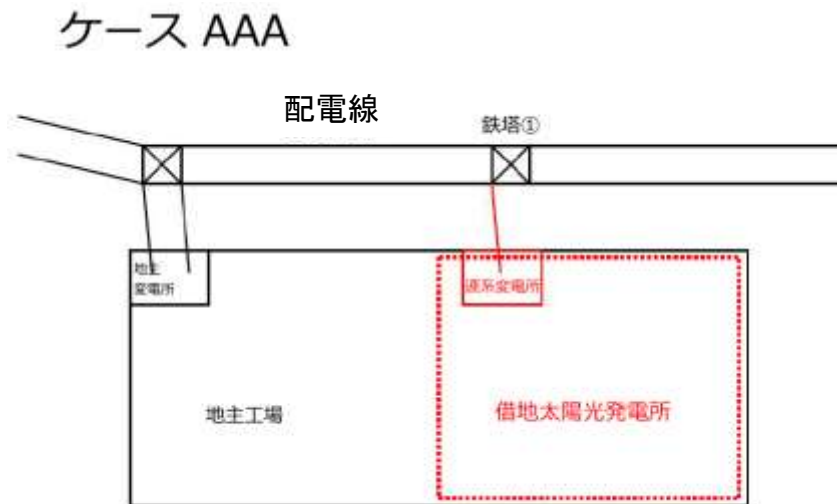 ケース AAA
配電線
鉄塔①
地主
変電所
連系変電所
地主工場
借地太陽光発電所